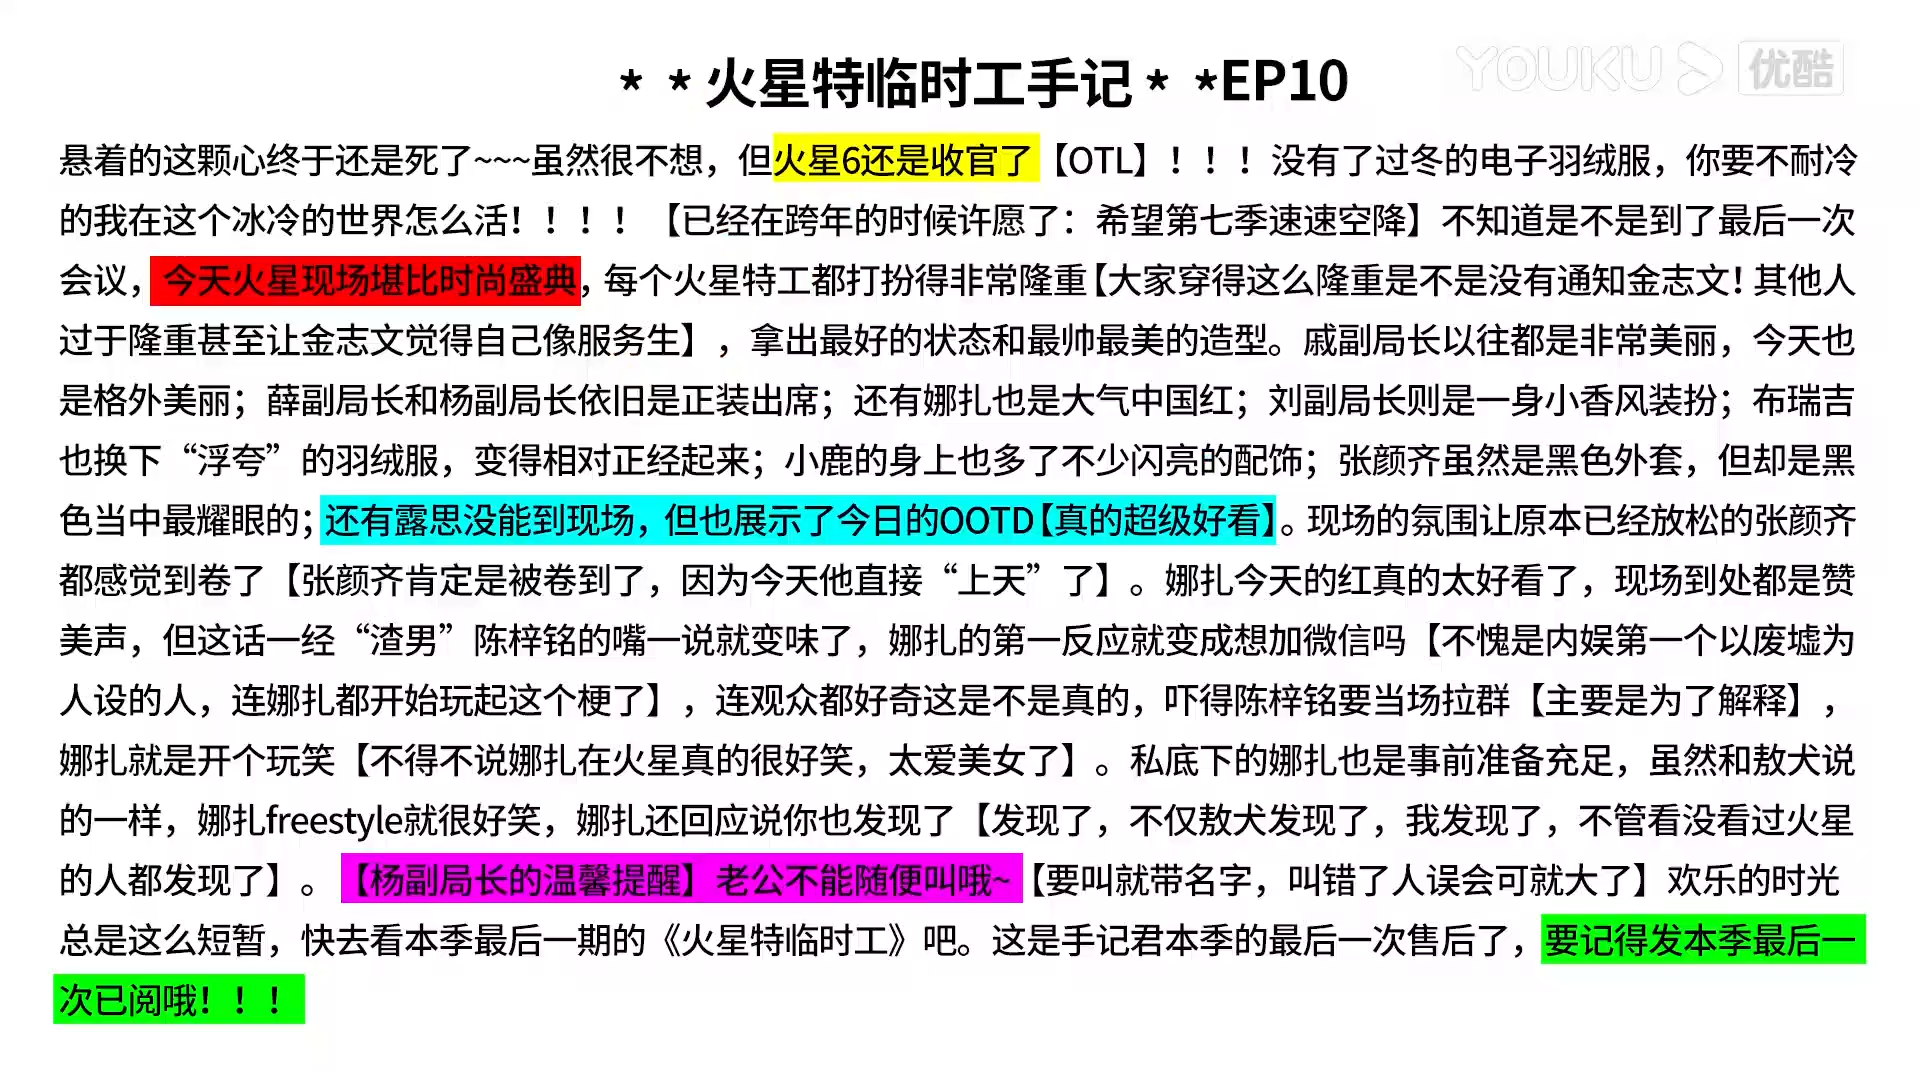 YOUKU 优酷
* *火星特临时工手记* *EP10
悬着的这颗心终于还是死了~~~虽然很不想，但火星6还是收官了【OTL】！！！没有了过冬的电子羽绒服，你要不耐冷
的我在这个冰冷的世界怎么活！！！！【已经在跨年的时候许愿了：希望第七季速速空降】不知道是不是到了最后一次
会议，今天火星现场堪比时尚盛典，每个火星特工都打扮得非常隆重【大家穿得这么隆重是不是没有通知金志文！其他人
过于隆重甚至让金志文觉得自己像服务生】，拿出最好的状态和最帅最美的造型。戚副局长以往都是非常美丽，今天也
是格外美丽；薛副局长和杨副局长依旧是正装出席；还有娜扎也是大气中国红；刘副局长则是一身小香风装扮；布瑞吉
也换下“浮夸”的羽绒服，变得相对正经起来；小鹿的身上也多了不少闪亮的配饰；张颜齐虽然是黑色外套，但却是黑
色当中最耀眼的；还有露思没能到现场，但也展示了今日的OOTD【真的超级好看】。现场的氛围让原本已经放松的张颜齐
都感觉到卷了【张颜齐肯定是被卷到了，因为今天他直接“上天”了】。娜扎今天的红真的太好看了，现场到处都是赞
美声，但这话一经“渣男”陈梓铭的嘴一说就变味了，娜扎的第一反应就变成想加微信吗【不愧是内娱第一个以废墟为
人设的人，连娜扎都开始玩起这个梗了】，连观众都好奇这是不是真的，吓得陈梓铭要当场拉群【主要是为了解释】，
娜扎就是开个玩笑【不得不说娜扎在火星真的很好笑，太爱美女了】。私底下的娜扎也是事前准备充足，虽然和敖犬说
的一样，娜扎freestyle就很好笑，娜扎还回应说你也发现了【发现了，不仅敖犬发现了，我发现了，不管看没看过火星
的人都发现了】。【杨副局长的温馨提醒】老公不能随便叫哦~【要叫就带名字，叫错了人误会可就大了】欢乐的时光
总是这么短暂，快去看本季最后一期的《火星特临时工》吧。这是手记君本季的最后一次售后了，要记得发本季最后一
次已阅哦！！！